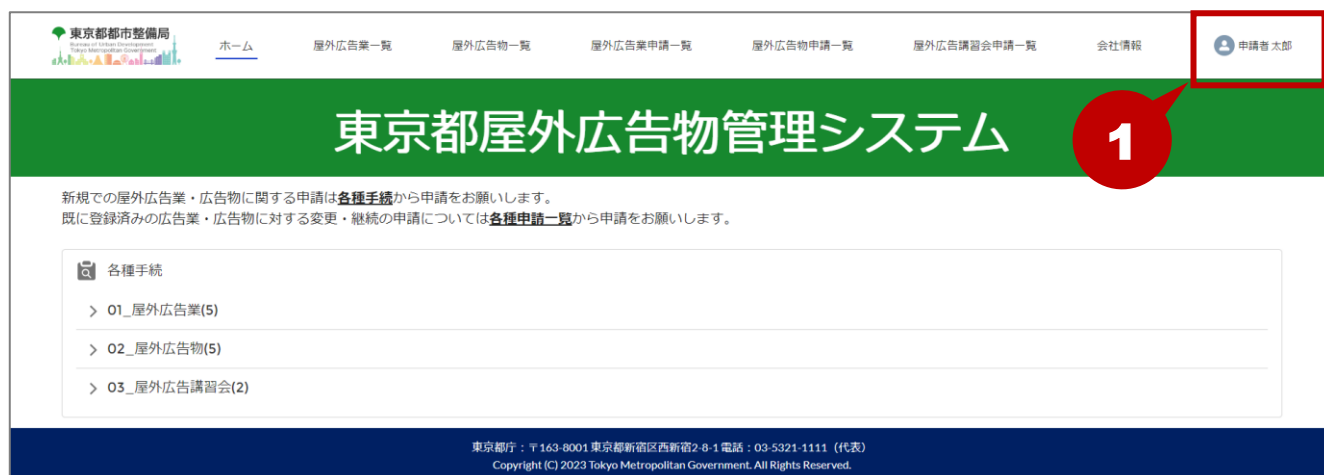 東京都都市整備局
Bureau of Urban Development
Tokyo Metropolitan Government
ホーム
屋外広告業一覧
屋外広告物一覧
屋外広告業申請一覧
屋外広告物申請一覧
屋外広告講習会申請一覧
会社情報
申請者 太郎
東京都屋外広告物管理システム
1
新規での屋外広告業・広告物に関する申請は各種手続から申請をお願いします。
既に登録済みの広告業・広告物に対する変更・継続の申請については各種申請一覧から申請をお願いします。
各種手続
01_屋外広告業(5)
02_屋外広告物(5)
03_屋外広告講習会(2)
東京都庁：〒163-8001 東京都新宿区西新宿2-8-1 電話：03-5321-1111（代表）
Copyright (C) 2023 Tokyo Metropolitan Government. All Rights Reserved.